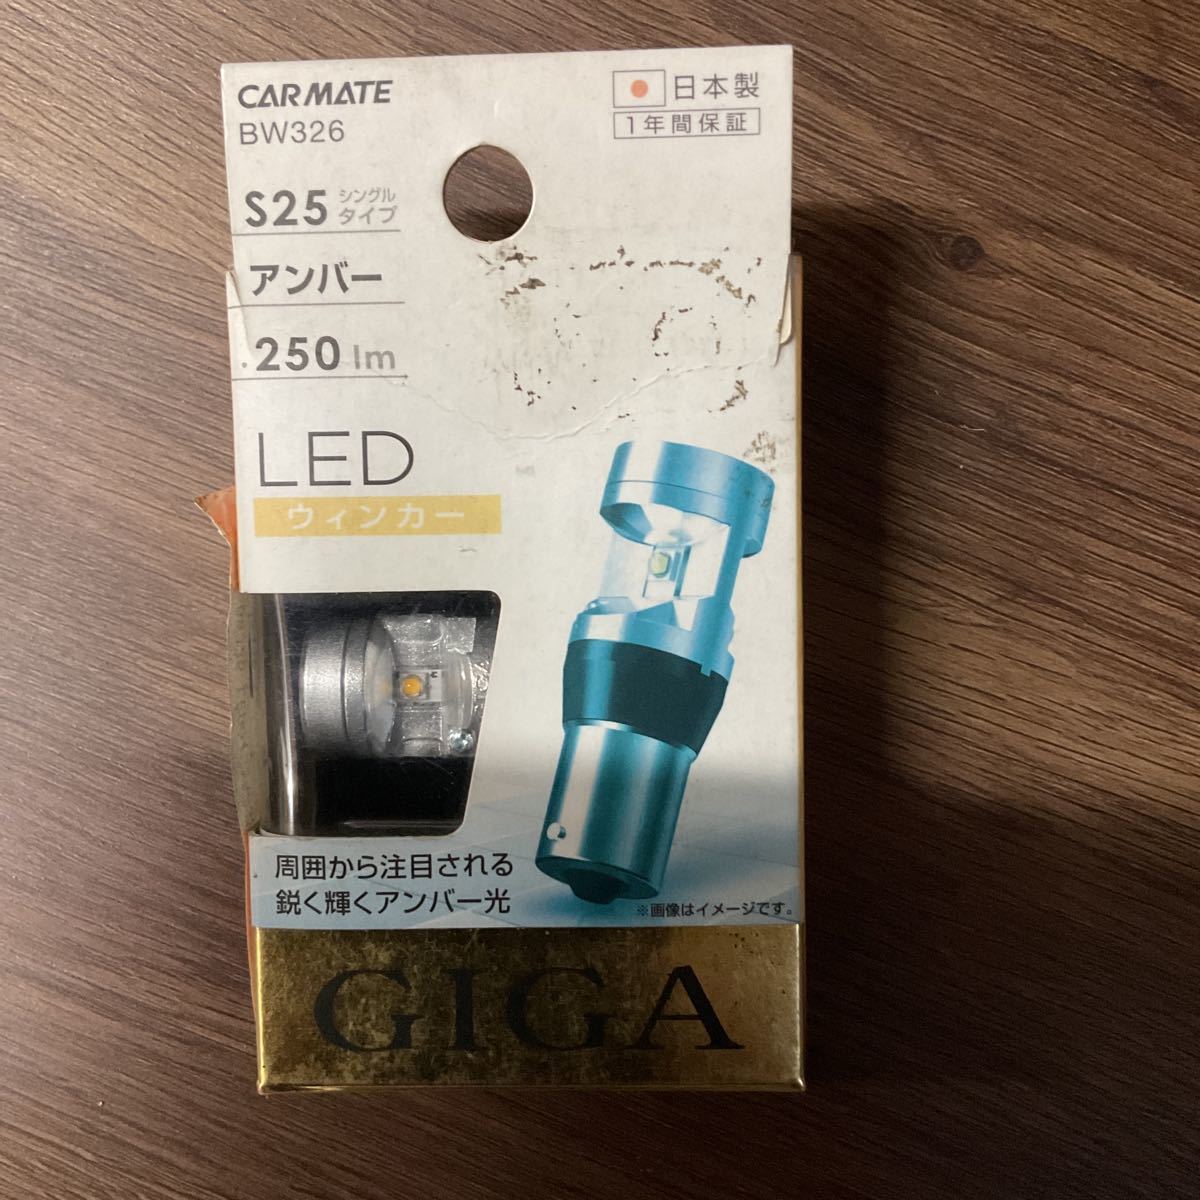 CARMATE
BW326
日本製
1年間保証
S25 シングル
タイプ
アンバー
250 lm
LED
ウィンカー
周囲から注目される
鋭く輝くアンバー光
※画像はイメージです。
GIGA